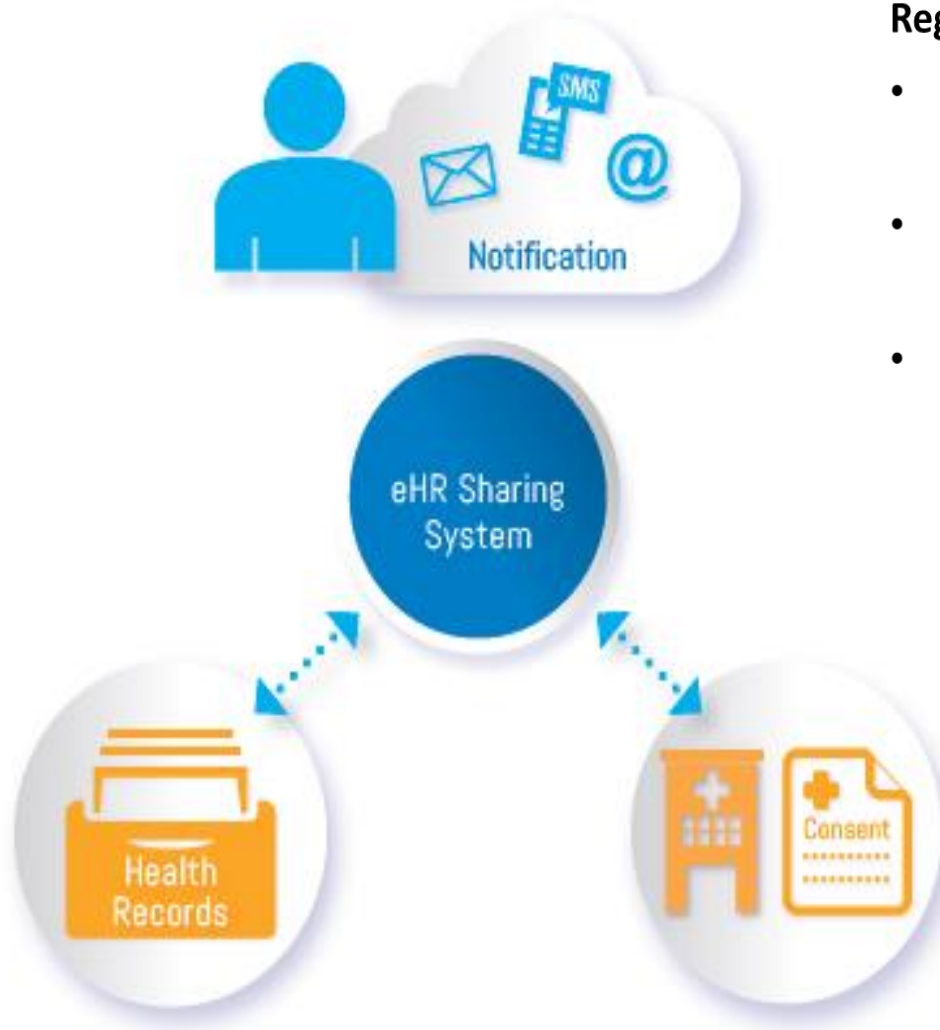 Reg
•
SMS
@
Notification
•
•
eHR Sharing
System
Health
Records
Consent